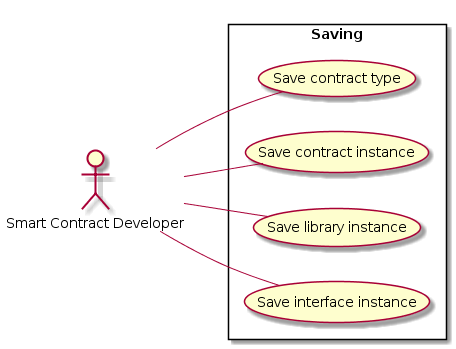 Saving
Save contract type
Save contract instance
Smart Contract Developer
Save library instance
Save interface instance